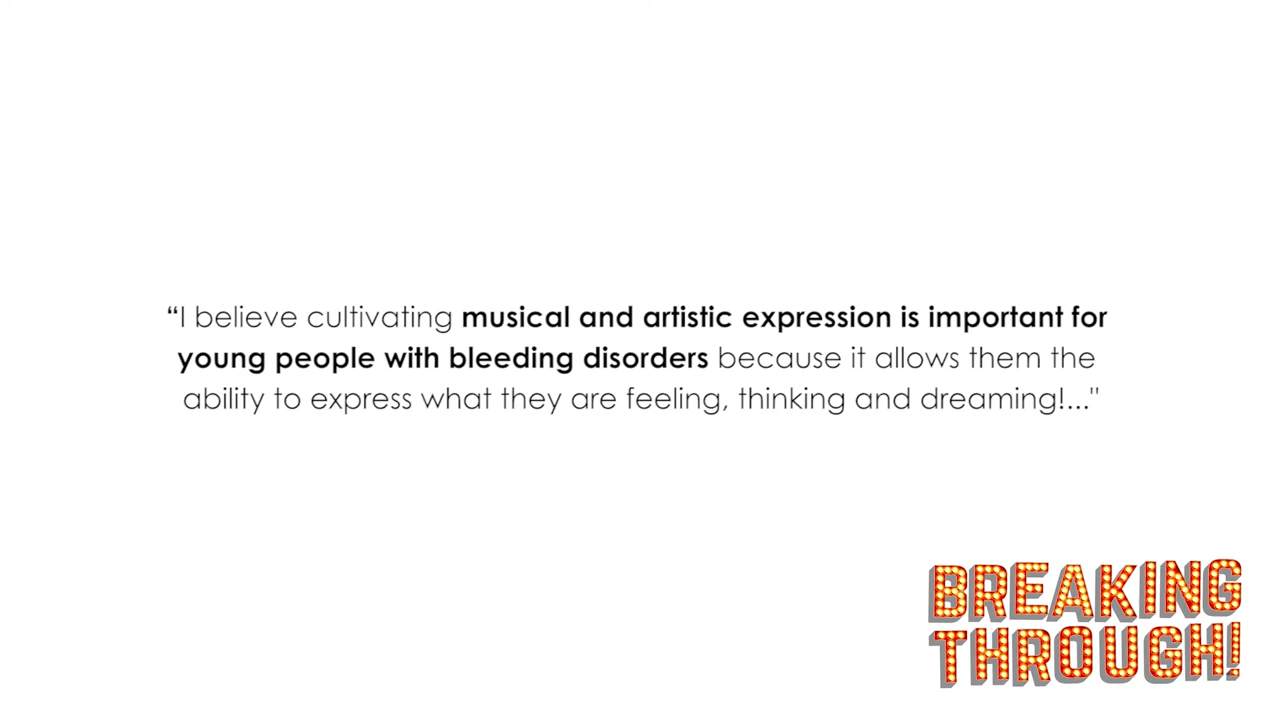 “I believe cultivating musical and artistic expression is important for
young people with bleeding disorders because it allows them the
ability to express what they are feeling, thinking and dreaming!..."
BREAKING
THROUGH!